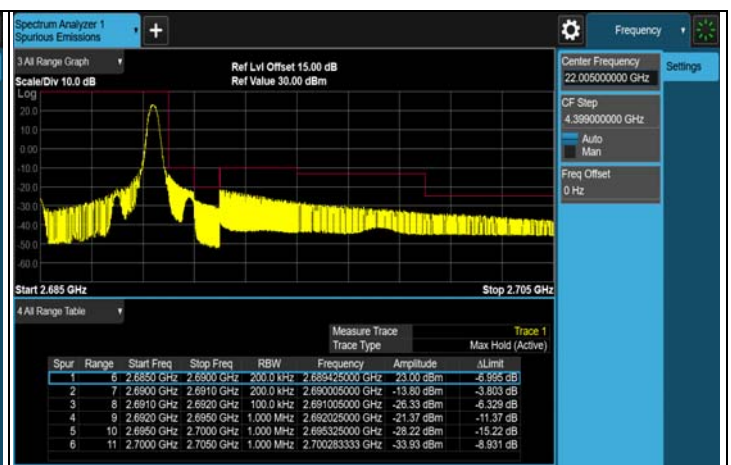 Spectrum Analyzer 1
Spurious Emissions
+
Frequency
3 All Range Graph
Ref Lvl Offset 15.00 dB
Scale/Div 10.0 dB
Ref Value 30.00 dBm
Log
20.0
10.0
0.00
-10.0
-20.0
-30.0
-40.0
-50.0
-60.0
Start 2.685 GHz
Stop 2.705 GHz
4 All Range Table
Measure Trace Trace 1
Trace Type Max Hold (Active)
Spur Range Start Freq Stop Freq RBW Frequency Amplitude ΔLimit
1 6 2.6850 GHz 2.6900 GHz 200.0 kHz 2.689425000 GHz 23.00 dBm -6.995 dB
2 7 2.6900 GHz 2.6910 GHz 200.0 kHz 2.690005000 GHz -13.80 dBm -3.803 dB
3 8 2.6910 GHz 2.6920 GHz 100.0 kHz 2.691005000 GHz -26.33 dBm -6.329 dB
4 9 2.6920 GHz 2.6950 GHz 1.000 MHz 2.692025000 GHz -21.37 dBm -11.37 dB
5 10 2.6950 GHz 2.7000 GHz 1.000 MHz 2.695325000 GHz -28.22 dBm -15.22 dB
6 11 2.7000 GHz 2.7050 GHz 1.000 MHz 2.700283333 GHz -33.93 dBm -8.931 dB
Center Frequency
22.005000000 GHz
Settings
CF Step
4.399000000 GHz
Auto
Man
Freq Offset
0 Hz